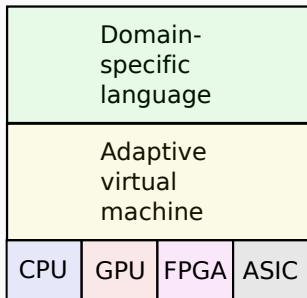 Domain-
specific
language
Adaptive
virtual
machine
CPU GPU FPGA ASIC